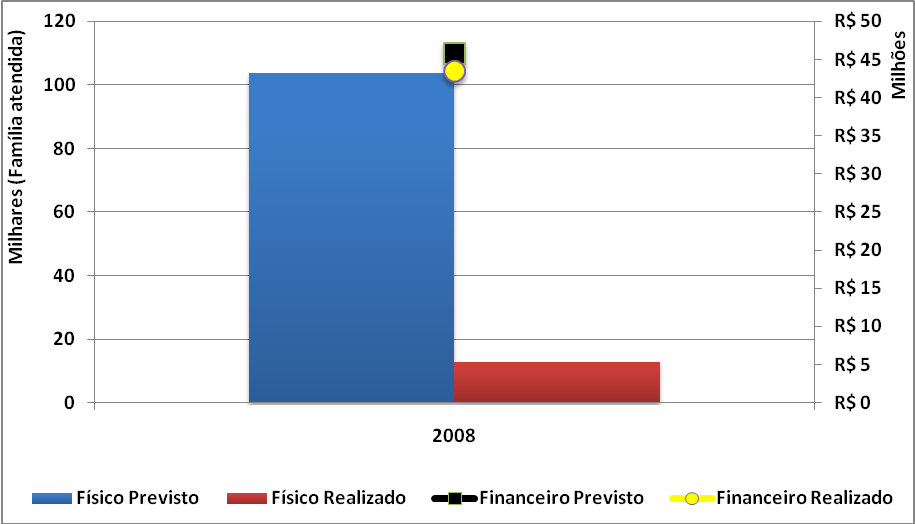 Milhares (Família atendida)
120
100
80
60
40
20
0
R$ 50
R$ 45
R$ 40
R$ 35
R$ 30
R$ 25
R$ 20
R$ 15
R$ 10
R$ 5
R$ 0
Milhões
2008
Físico Previsto
Físico Realizado
Financeiro Previsto
Financeiro Realizado